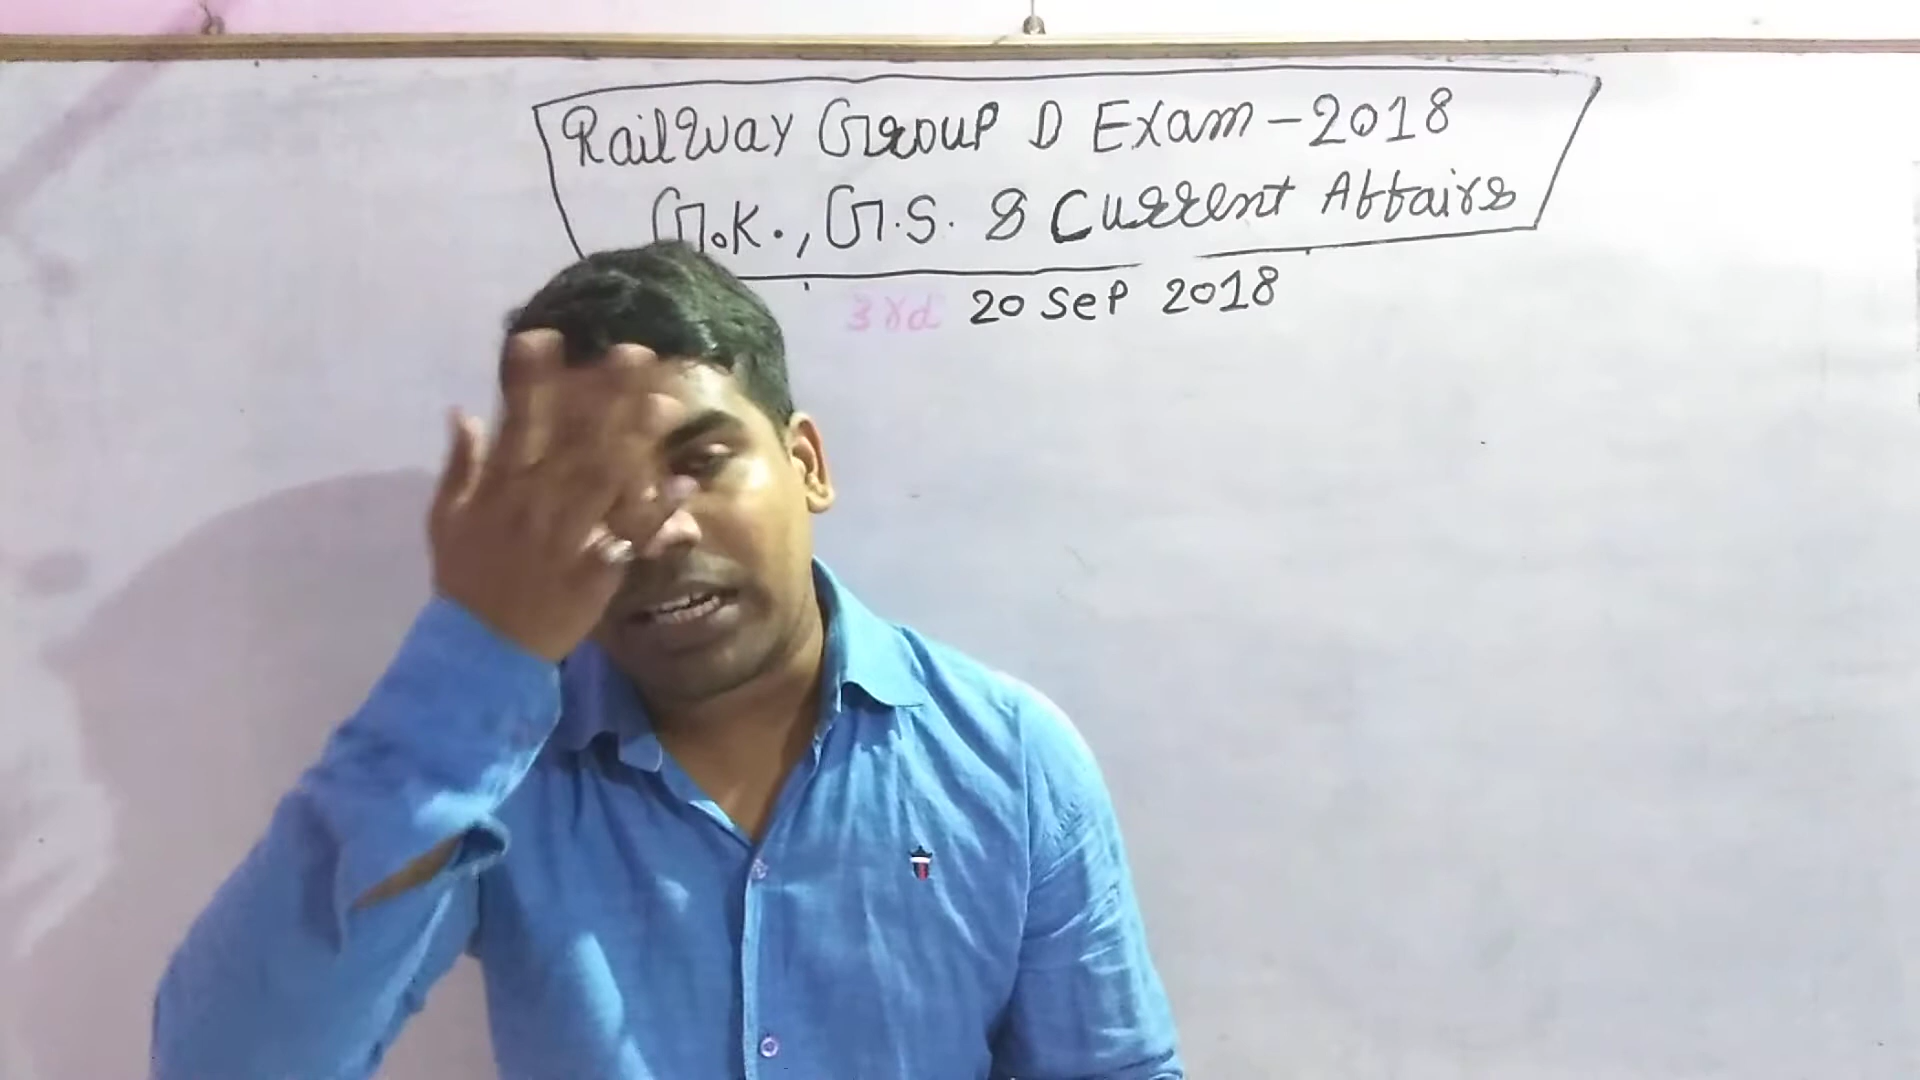 Railway Group D Exam - 2018
G.K., G.S. & Current Affairs
3rd 20 Sep 2018